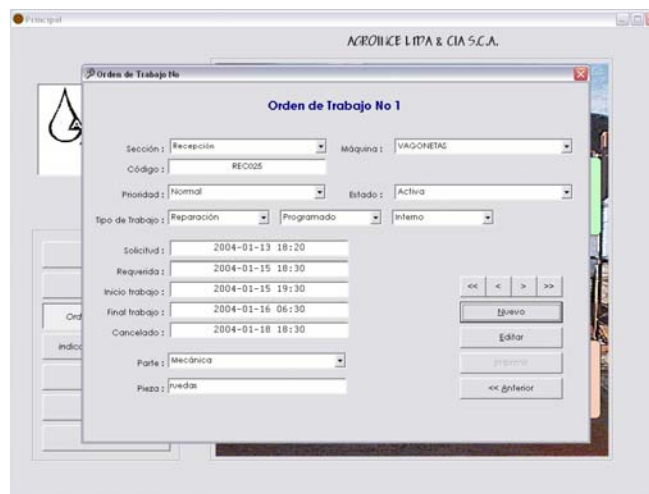 Principal
AGROINCE LTDA & CIA S.C.A.
Orden de Trabajo No
Orden de Trabajo No 1
Sección : Recepción Máquina : VAGONETAS
Código : REC025
Prioridad : Normal Estado : Activa
Tipo de Trabajo : Reparación Programado Interno
Solicitud : 2004-01-13 18:20
Requerida : 2004-01-15 18:30
Inicio trabajo : 2004-01-15 19:30
Final trabajo : 2004-01-16 06:30
Cancelado : 2004-01-18 18:30
<< < > >>
Nuevo
Editar
Imprimir
<< Anterior
Parte : Mecánica
Pieza : ruedas
Ord
Indic